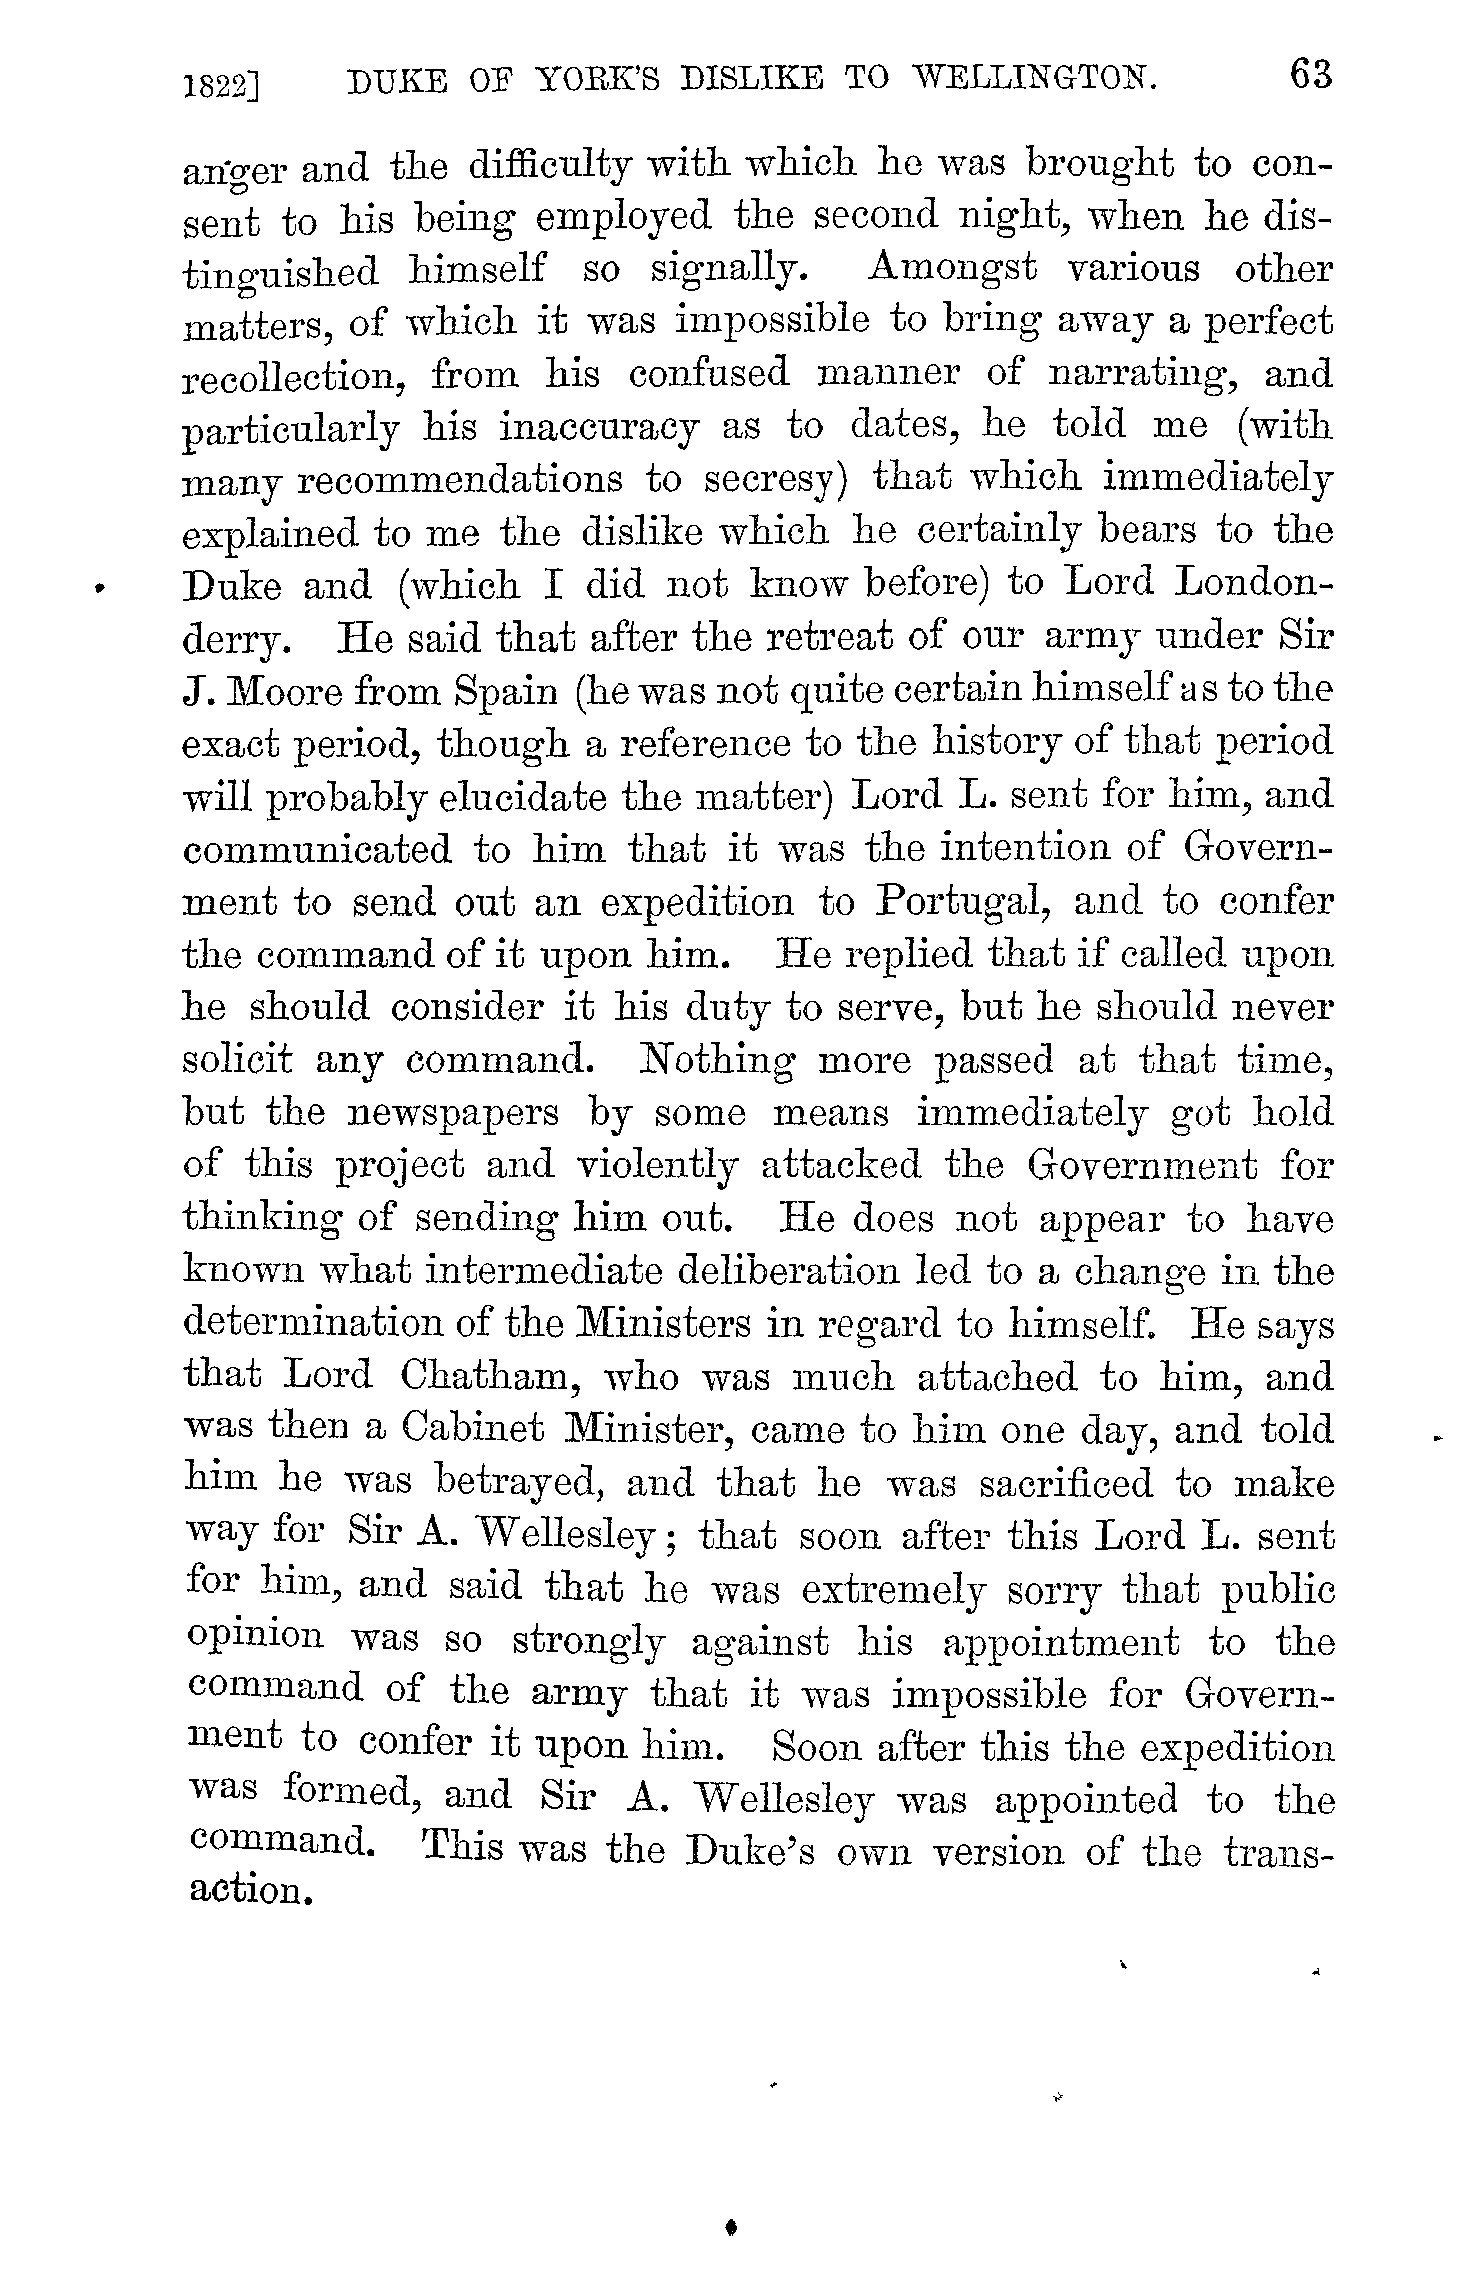 1822] DUKE OF YORK'S DISLIKE TO WELLINGTON. 63
anger and the difficulty with which he was brought to con-
sent to his being employed the second night, when he dis-
tinguished himself so signally. Amongst various other
matters, of which it was impossible to bring away a perfect
recollection, from his confused manner of narrating, and
particularly his inaccuracy as to dates, he told me (with
many recommendations to secresy) that which immediately
explained to me the dislike which he certainly bears to the
Duke and (which I did not know before) to Lord London-
derry. He said that after the retreat of our army under Sir
J. Moore from Spain (he was not quite certain himself as to the
exact period, though a reference to the history of that period
will probably elucidate the matter) Lord L. sent for him, and
communicated to him that it was the intention of Govern-
ment to send out an expedition to Portugal, and to confer
the command of it upon him. He replied that if called upon
he should consider it his duty to serve, but he should never
solicit any command. Nothing more passed at that time,
but the newspapers by some means immediately got hold
of this project and violently attacked the Government for
thinking of sending him out. He does not appear to have
known what intermediate deliberation led to a change in the
determination of the Ministers in regard to himself. He says
that Lord Chatham, who was much attached to him, and
was then a Cabinet Minister, came to him one day, and told
him he was betrayed, and that he was sacrificed to make
way for Sir A. Wellesley; that soon after this Lord L. sent
for him, and said that he was extremely sorry that public
opinion was so strongly against his appointment to the
command of the army that it was impossible for Govern-
ment to confer it upon him. Soon after this the expedition
was formed, and Sir A. Wellesley was appointed to the
command. This was the Duke's own version of the trans-
action.